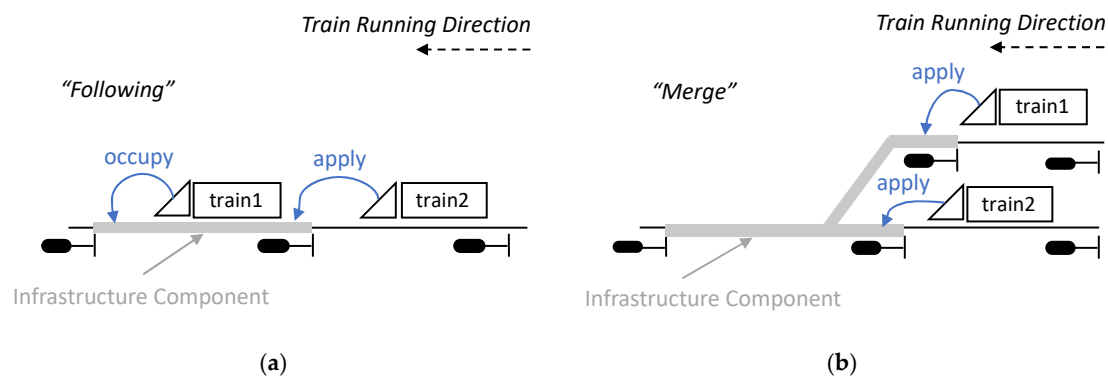 Train Running Direction
“Following”
occupy
apply
train1
train2
Infrastructure Component
(a)
Train Running Direction
“Merge”
apply
train1
apply
train2
Infrastructure Component
(b)